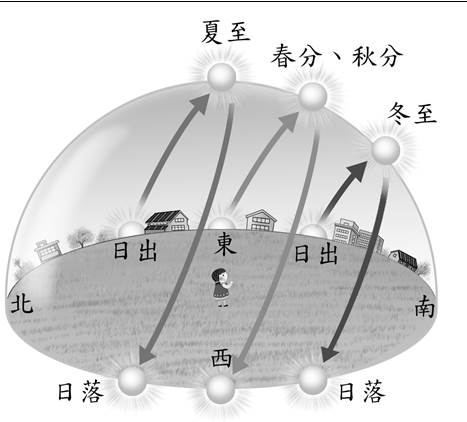 夏至
春分、秋分
冬至
日出
東
日出
北
南
西
日落
日落